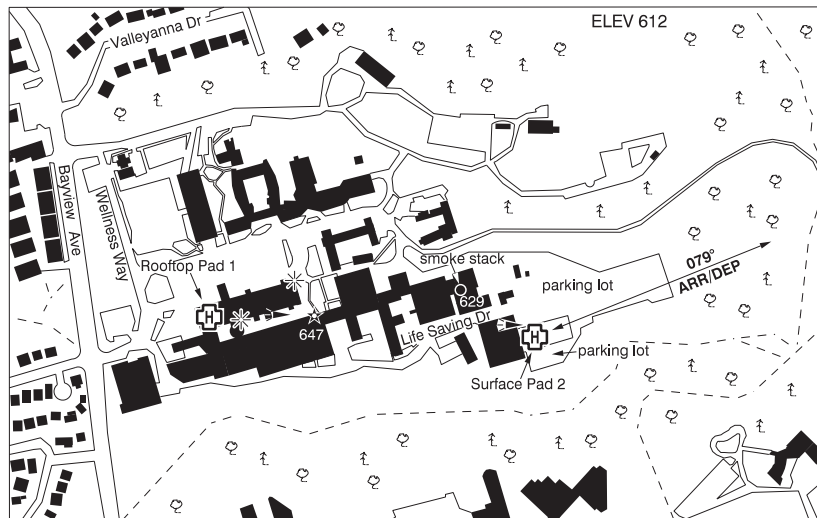 ELEV 612
Valleyanna Dr
Bayview Ave
Wellness Way
Rooftop Pad 1
H
647
smoke stack
629
Life Saving Dr
parking lot
079°
ARR/DEP
H
parking lot
Surface Pad 2